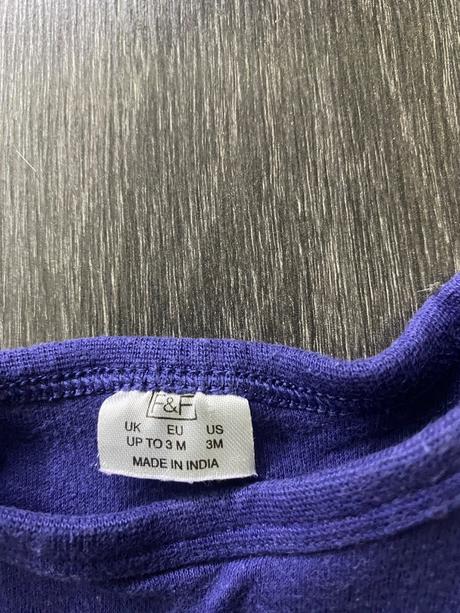 F&F
UK EU US
UP TO 3 M 3M
MADE IN INDIA